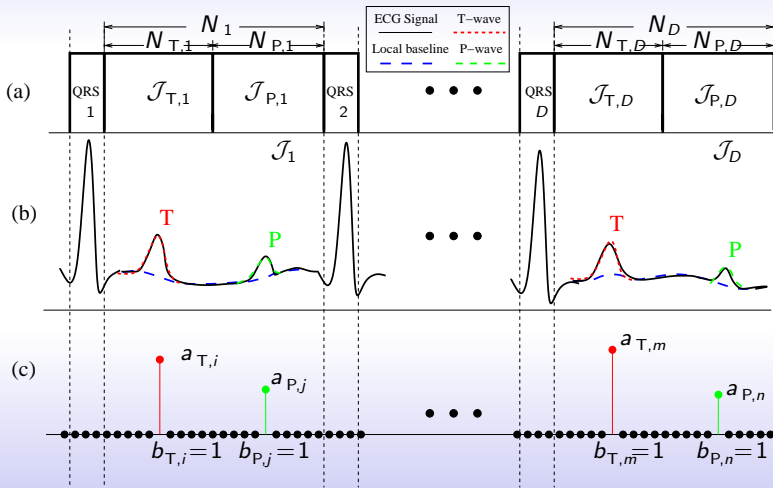 N 1
N D
ECG Signal
T-wave
Local baseline
P-wave
N T,1
N P,1
N T,D
N P,D
(a)
QRS
1
J T,1
J P,1
QRS
2
QRS
D
J T,D
J P,D
J 1
J D
(b)
T
P
T
P
(c)
a T,i
a P,j
a T,m
a P,n
b T,i = 1
b P,j = 1
b T,m = 1
b P,n = 1